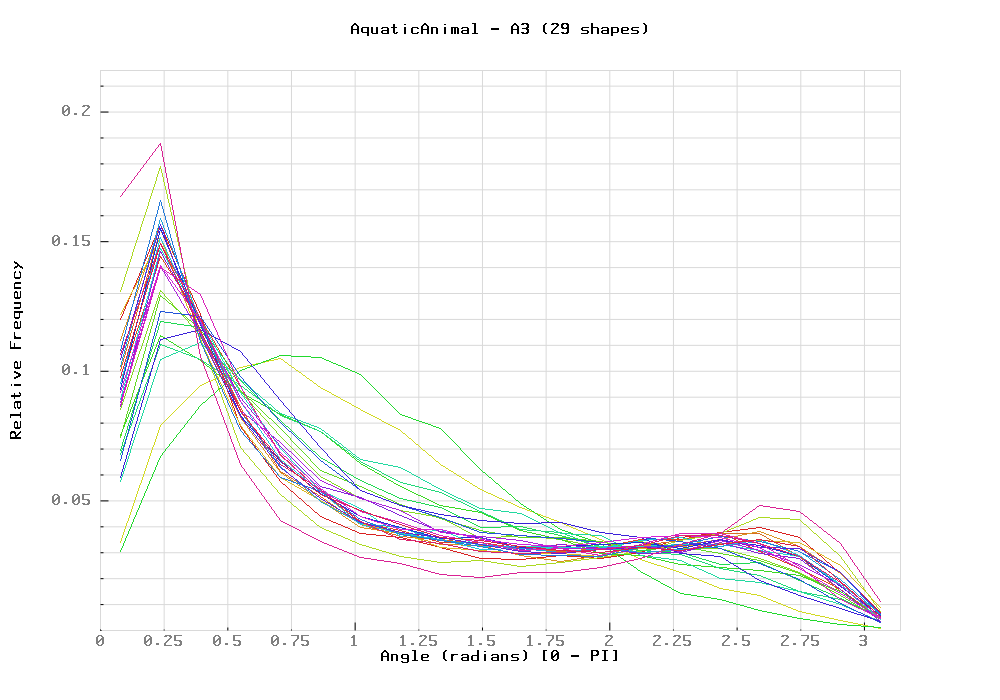 AquaticAnimal - A3 (29 shapes)
Relative Frequency
0.2
0.15
0.1
0.05
0 0.25 0.5 0.75 1 1.25 1.5 1.75 2 2.25 2.5 2.75 3
Angle (radians) [0 - PI]